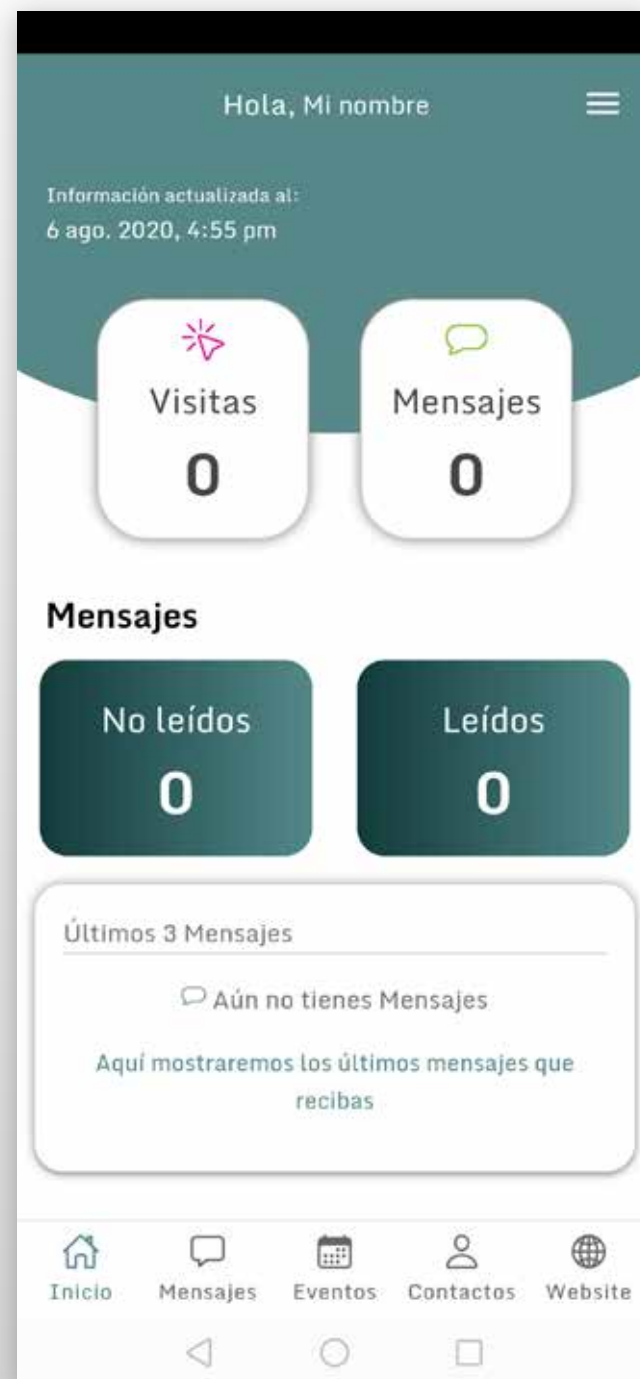 Hola, Mi nombre
Información actualizada al:
6 ago. 2020, 4:55 pm
Visitas
0
Mensajes
0
Mensajes
No leídos
0
Leídos
0
Últimos 3 Mensajes
Aún no tienes Mensajes
Aquí mostraremos los últimos mensajes que
recibas
Inicio
Mensajes
Eventos
Contactos
Website